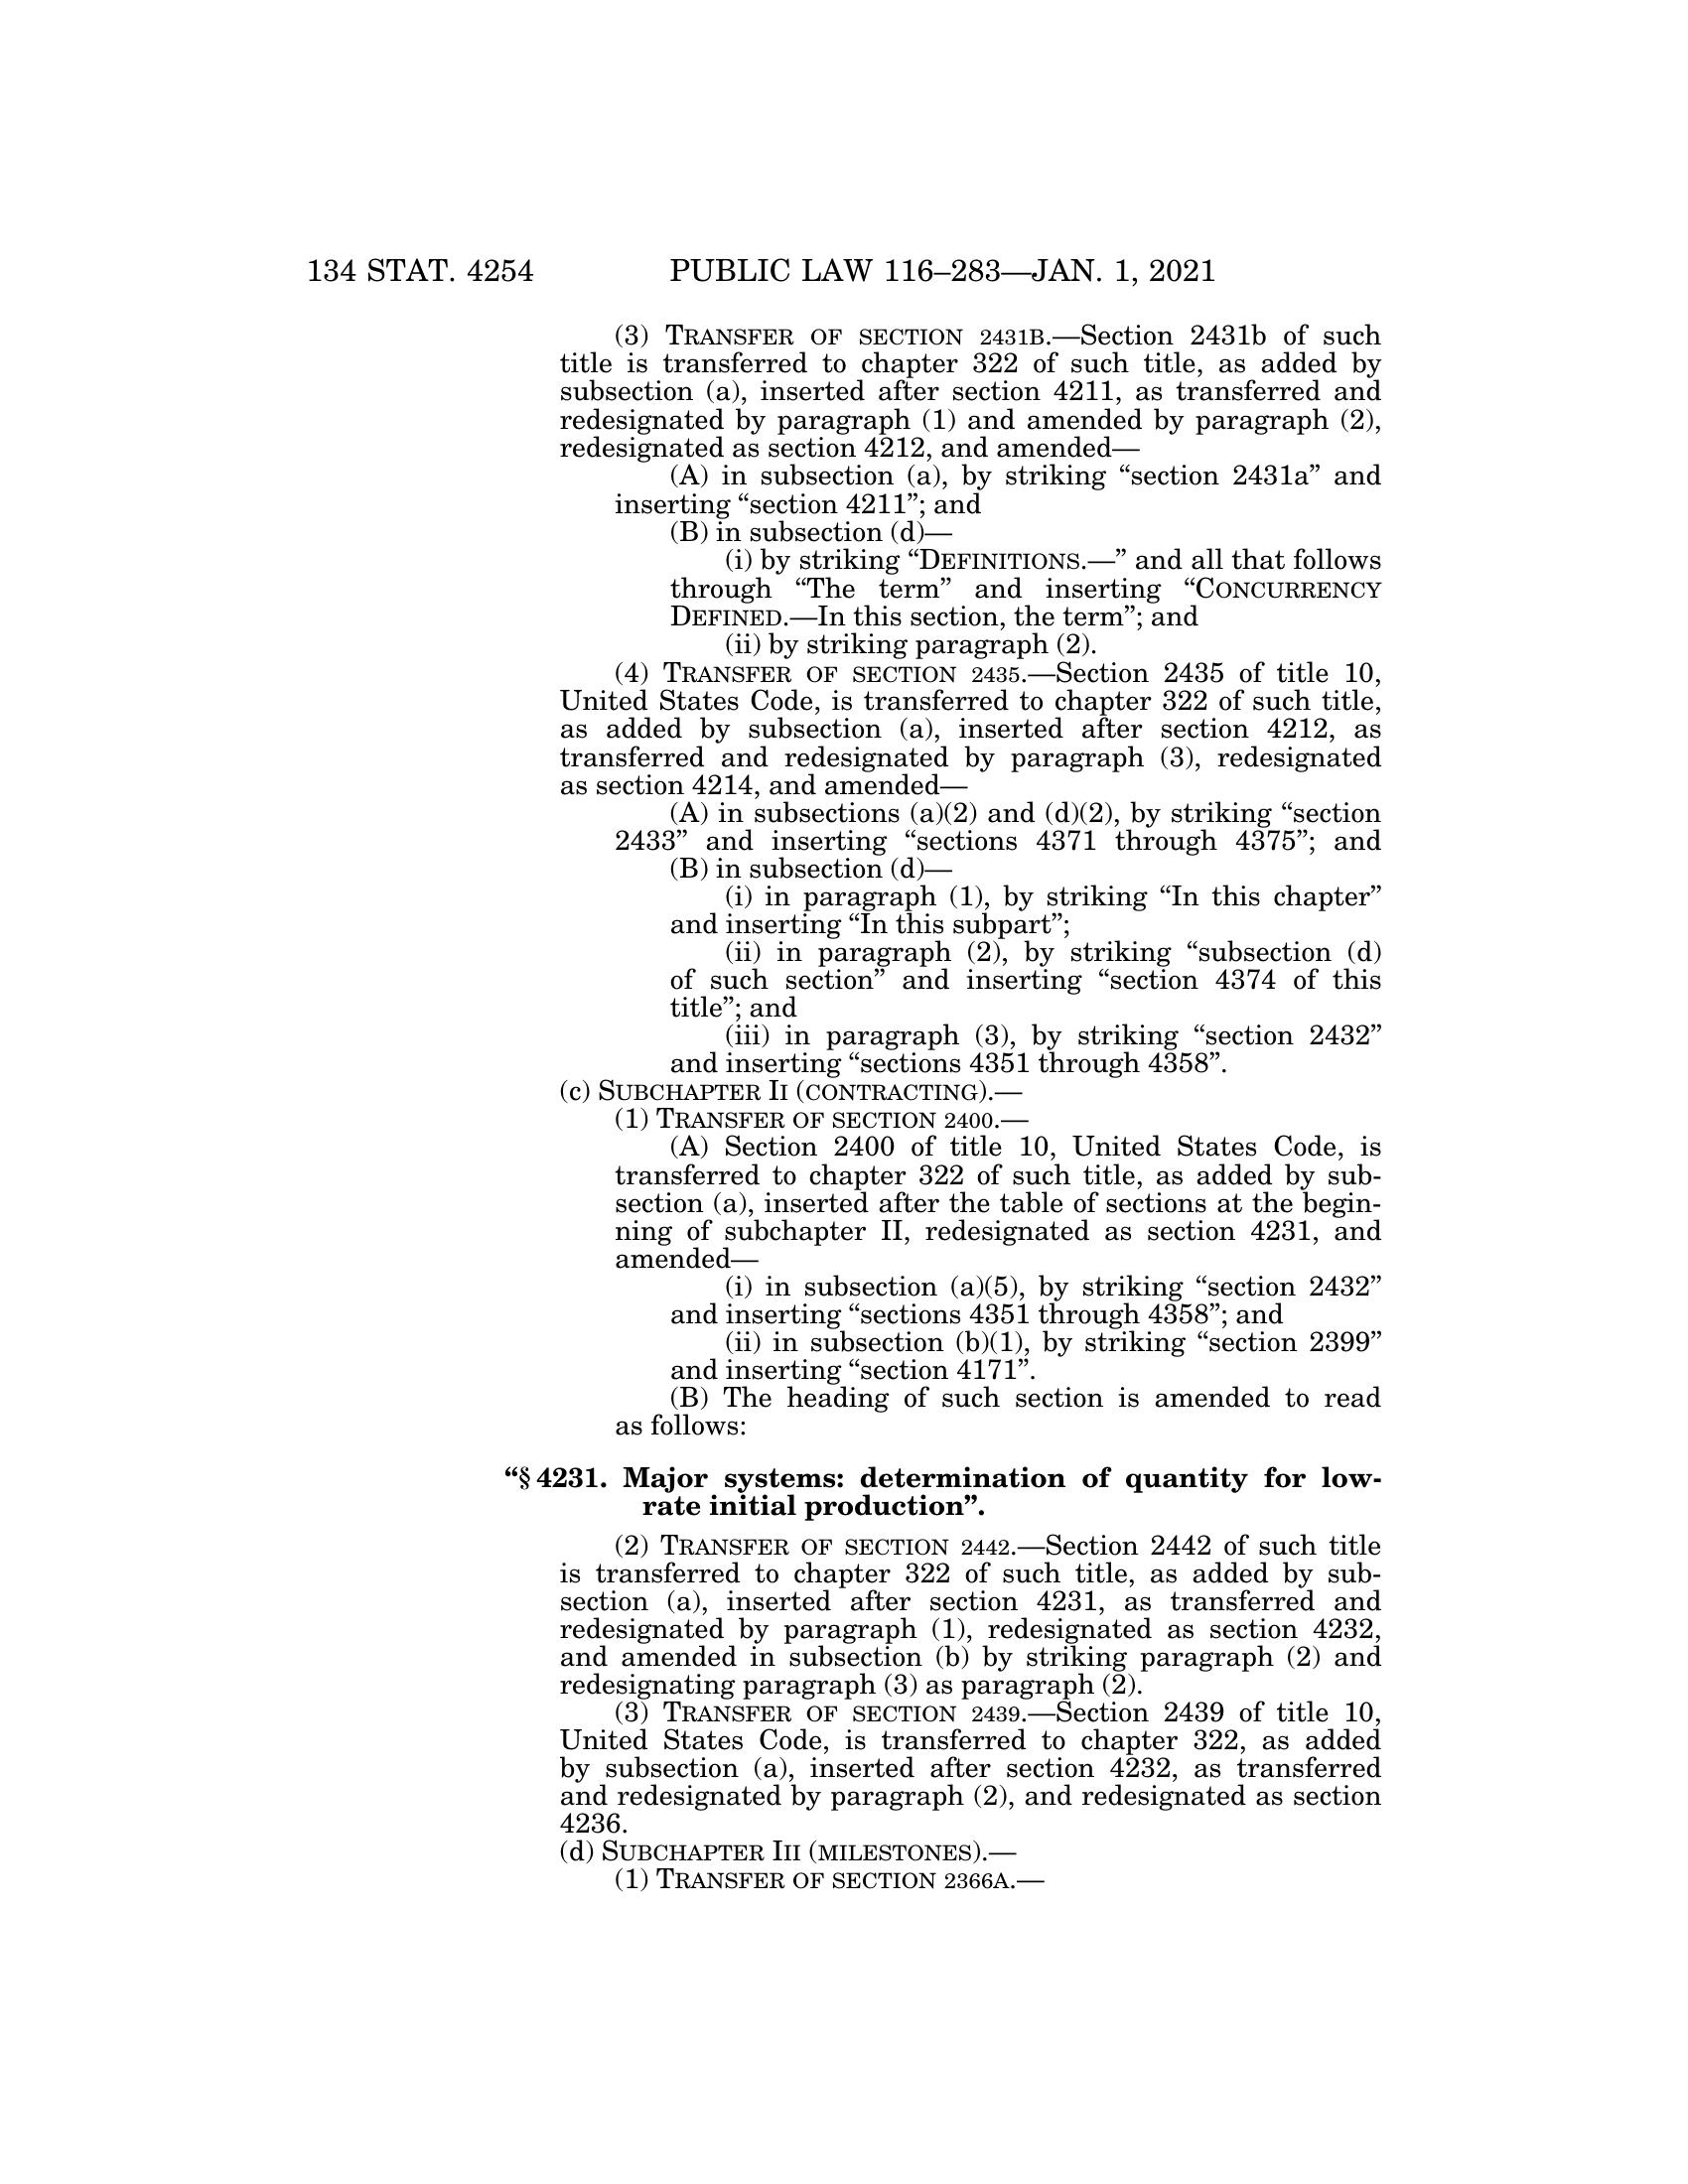 134 STAT. 4254 PUBLIC LAW 116–283—JAN. 1, 2021
(3) TRANSFER OF SECTION 2431B.—Section 2431b of such
title is transferred to chapter 322 of such title, as added by
subsection (a), inserted after section 4211, as transferred and
redesignated by paragraph (1) and amended by paragraph (2),
redesignated as section 4212, and amended—
(A) in subsection (a), by striking “section 2431a” and
inserting “section 4211”; and
(B) in subsection (d)—
(i) by striking “DEFINITIONS.—” and all that follows
through “The term” and inserting “CONCURRENCY
DEFINED.—In this section, the term”; and
(ii) by striking paragraph (2).
(4) TRANSFER OF SECTION 2435.—Section 2435 of title 10,
United States Code, is transferred to chapter 322 of such title,
as added by subsection (a), inserted after section 4212, as
transferred and redesignated by paragraph (3), redesignated
as section 4214, and amended—
(A) in subsections (a)(2) and (d)(2), by striking “section
2433” and inserting “sections 4371 through 4375”; and
(B) in subsection (d)—
(i) in paragraph (1), by striking “In this chapter”
and inserting “In this subpart”;
(ii) in paragraph (2), by striking “subsection (d)
of such section” and inserting “section 4374 of this
title”; and
(iii) in paragraph (3), by striking “section 2432”
and inserting “sections 4351 through 4358”.
(c) SUBCHAPTER II (CONTRACTING).—
(1) TRANSFER OF SECTION 2400.—
(A) Section 2400 of title 10, United States Code, is
transferred to chapter 322 of such title, as added by sub-
section (a), inserted after the table of sections at the begin-
ning of subchapter II, redesignated as section 4231, and
amended—
(i) in subsection (a)(5), by striking “section 2432”
and inserting “sections 4351 through 4358”; and
(ii) in subsection (b)(1), by striking “section 2399”
and inserting “section 4171”.
(B) The heading of such section is amended to read
as follows:
“§ 4231. Major systems: determination of quantity for low-
rate initial production”.
(2) TRANSFER OF SECTION 2442.—Section 2442 of such title
is transferred to chapter 322 of such title, as added by sub-
section (a), inserted after section 4231, as transferred and
redesignated by paragraph (1), redesignated as section 4232,
and amended in subsection (b) by striking paragraph (2) and
redesignating paragraph (3) as paragraph (2).
(3) TRANSFER OF SECTION 2439.—Section 2439 of title 10,
United States Code, is transferred to chapter 322, as added
by subsection (a), inserted after section 4232, as transferred
and redesignated by paragraph (2), and redesignated as section
4236.
(d) SUBCHAPTER III (MILESTONES).—
(1) TRANSFER OF SECTION 2366A.—